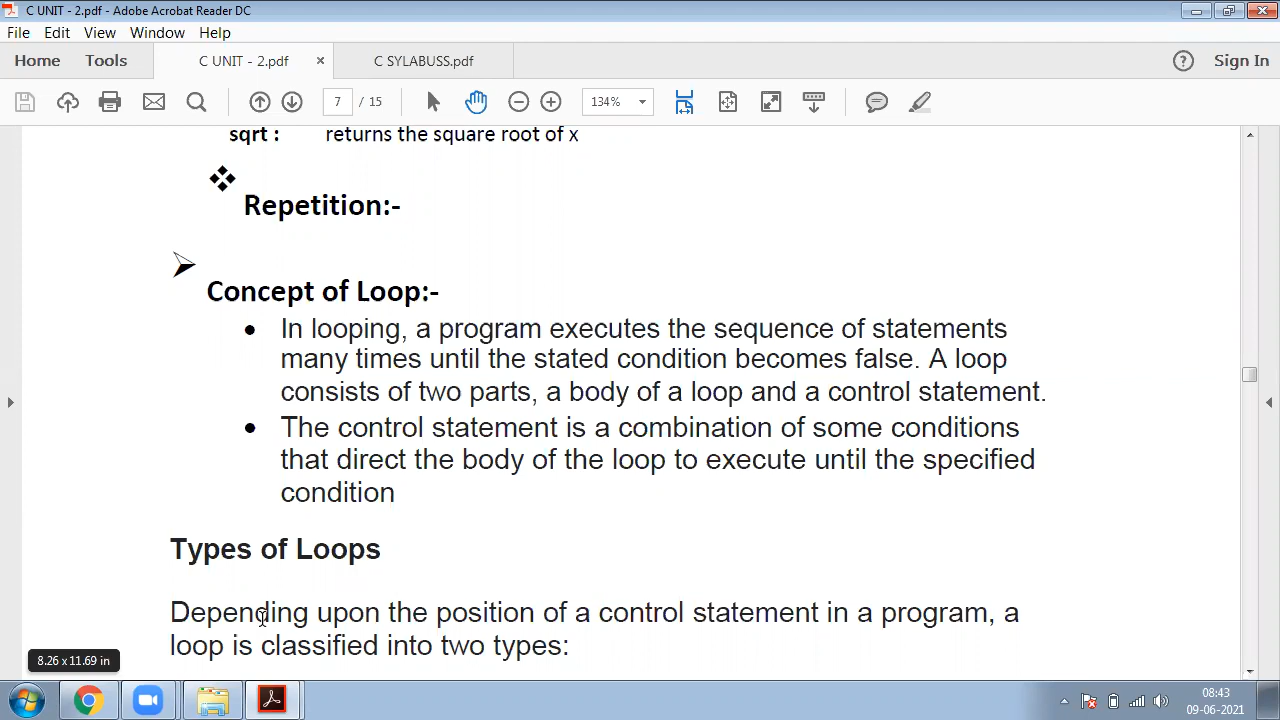 C UNIT - 2.pdf - Adobe Acrobat Reader DC
File Edit View Window Help
Home Tools C UNIT - 2.pdf × C SYLABUSS.pdf ? Sign In
7 / 15 134%
sqrt : returns the square root of x
Repetition:-
Concept of Loop:-
• In looping, a program executes the sequence of statements
many times until the stated condition becomes false. A loop
consists of two parts, a body of a loop and a control statement.
• The control statement is a combination of some conditions
that direct the body of the loop to execute until the specified
condition
Types of Loops
Depending upon the position of a control statement in a program, a
loop is classified into two types:
8.26 x 11.69 in
08:43
09-06-2021